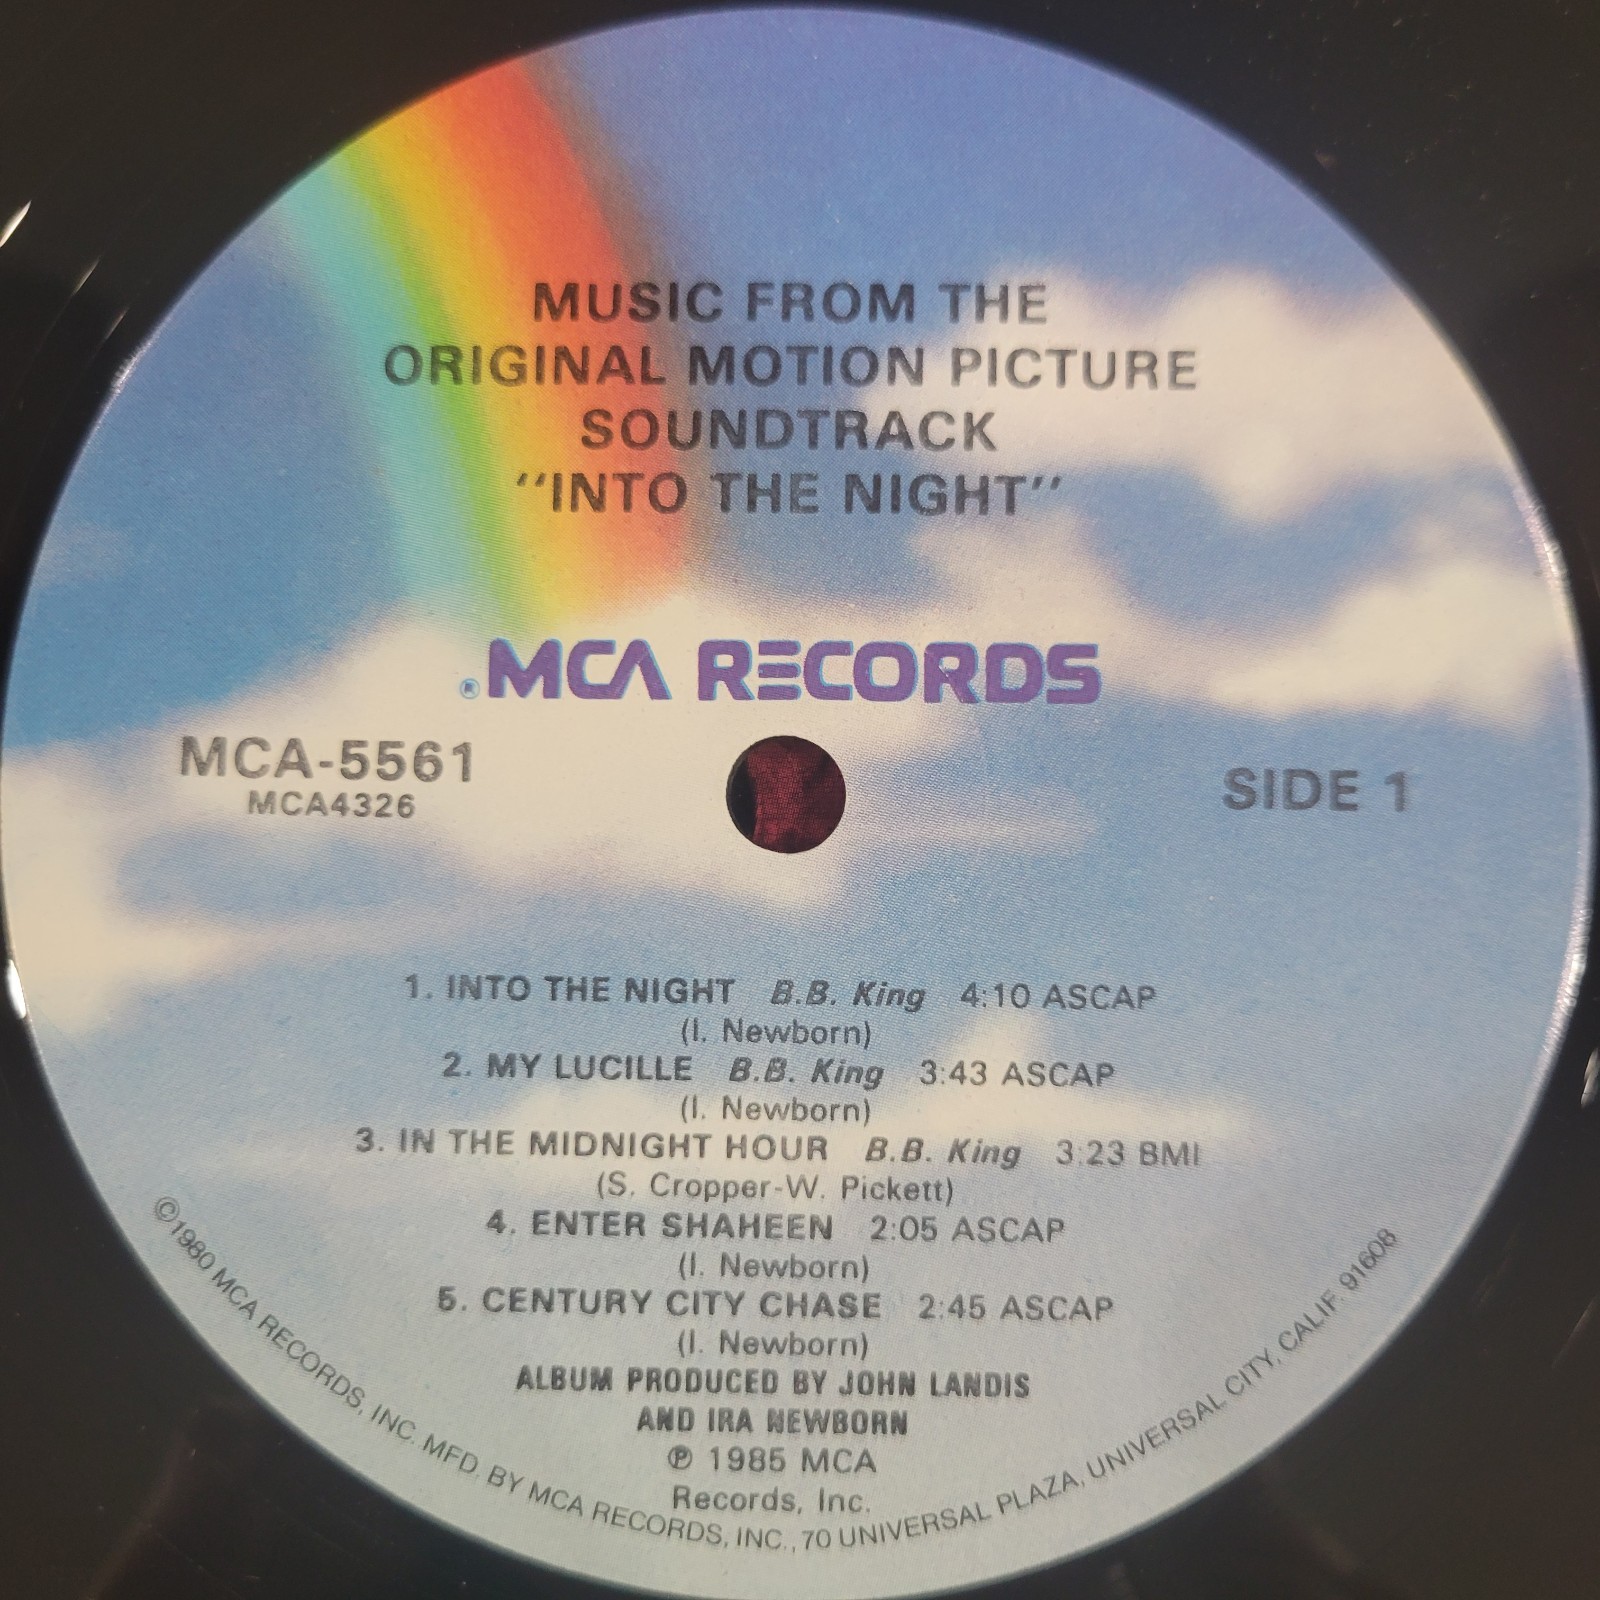 MUSIC FROM THE
ORIGINAL MOTION PICTURE
SOUNDTRACK
"INTO THE NIGHT"
®MCA RECORDS
MCA-5561
MCA4326
SIDE 1
1. INTO THE NIGHT B.B. King 4:10 ASCAP
(I. Newborn)
2. MY LUCILLE B.B. King 3:43 ASCAP
(I. Newborn)
3. IN THE MIDNIGHT HOUR B.B. King 3:23 BMI
(S. Cropper-W. Pickett)
4. ENTER SHAHEEN 2:05 ASCAP
(I. Newborn)
5. CENTURY CITY CHASE 2:45 ASCAP
(I. Newborn)
ALBUM PRODUCED BY JOHN LANDIS
AND IRA NEWBORN
℗ 1985 MCA
Records, Inc.
©1980 MCA RECORDS, INC. MFD. BY MCA RECORDS, INC., 70 UNIVERSAL PLAZA, UNIVERSAL CITY, CALIF. 91608